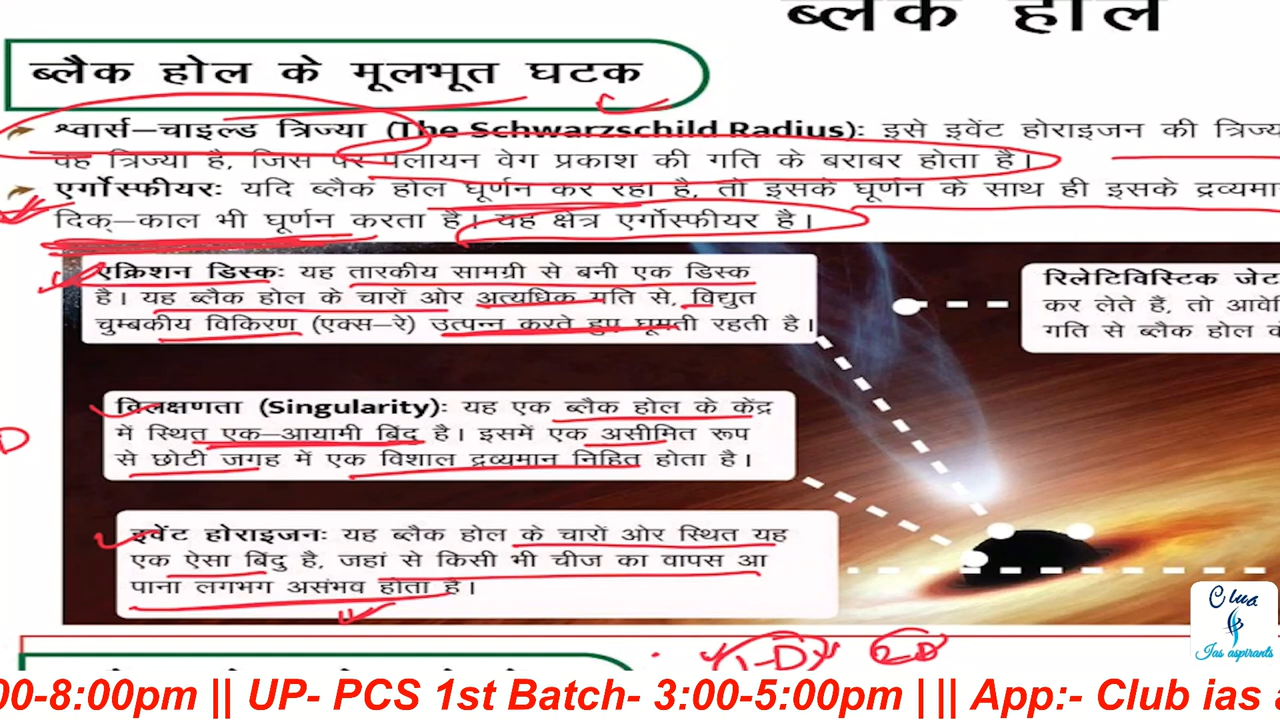 ब्लैक होल
ब्लैक होल के मूलभूत घटक
श्वार्स–चाइल्ड त्रिज्या (The Schwarzschild Radius): इसे इवेंट होराइजन की त्रिज्य
वह त्रिज्या है, जिस पर पलायन वेग प्रकाश की गति के बराबर होता है।
एर्गोस्फीयरः यदि ब्लैक होल घूर्णन कर रहा है, तो इसके घूर्णन के साथ ही इसके द्रव्यमान
दिक्–काल भी घूर्णन करता है। यह क्षेत्र एर्गोस्फीयर है।
एक्रिशन डिस्कः यह तारकीय सामग्री से बनी एक डिस्क
है। यह ब्लैक होल के चारों ओर अत्यधिक गति से, विद्युत
चुम्बकीय विकिरण (एक्स–रे) उत्पन्न करते हुए घूमती रहती है।
रिलेटिविस्टिक जेट
कर लेते हैं, तो आवे
गति से ब्लैक होल
विलक्षणता (Singularity): यह एक ब्लैक होल के केंद्र
में स्थित एक–आयामी बिंदु है। इसमें एक असीमित रूप
से छोटी जगह में एक विशाल द्रव्यमान निहित होता है।
D
इवेंट होराइजनः यह ब्लैक होल के चारों ओर स्थित यह
एक ऐसा बिंदु है, जहां से किसी भी चीज का वापस आ
पाना लगभग असंभव होता है।
Club
Ias aspirants
00-8:00pm || UP- PCS 1st Batch- 3:00-5:00pm | || App:- Club ias